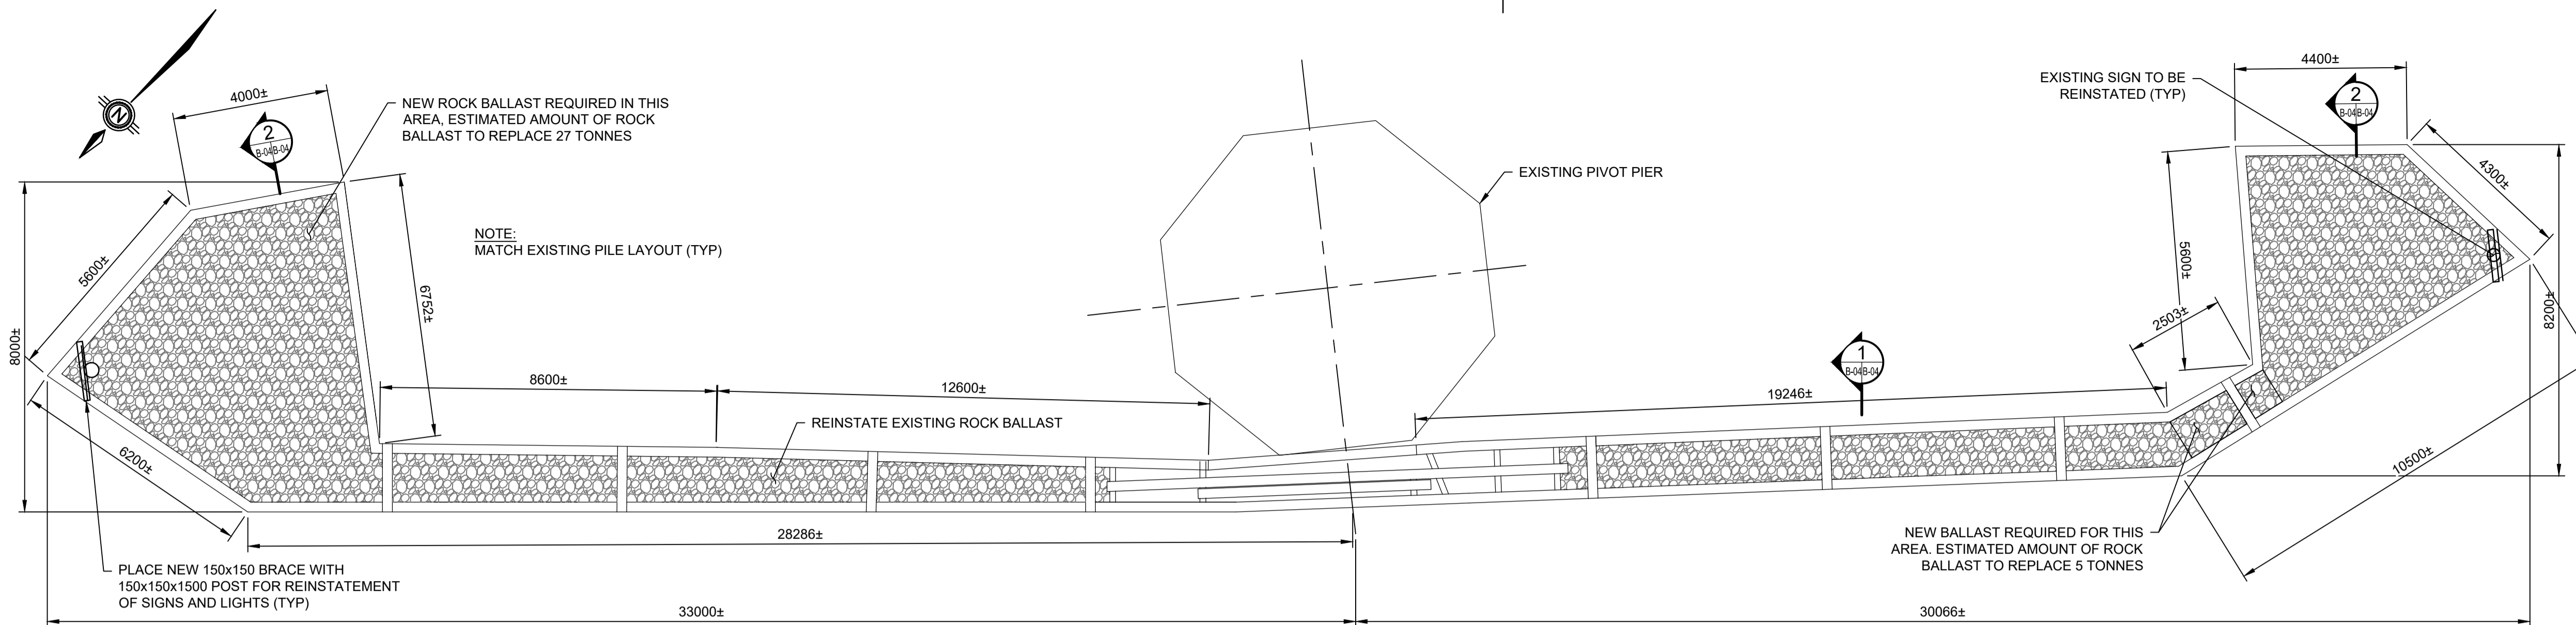 4000±
2
B-04 B-04
NEW ROCK BALLAST REQUIRED IN THIS
AREA, ESTIMATED AMOUNT OF ROCK
BALLAST TO REPLACE 27 TONNES
N
NOTE:
MATCH EXISTING PILE LAYOUT (TYP)
5600±
6752±
8000±
6200±
8600±
12600±
REINSTATE EXISTING ROCK BALLAST
28286±
PLACE NEW 150x150 BRACE WITH
150x150x1500 POST FOR REINSTATEMENT
OF SIGNS AND LIGHTS (TYP)
33000±
EXISTING PIVOT PIER
EXISTING SIGN TO BE
REINSTATED (TYP)
4400±
2
B-04 B-04
4300±
5600±
8200±
2503±
1
B-04 B-04
19246±
10500±
NEW BALLAST REQUIRED FOR THIS
AREA. ESTIMATED AMOUNT OF ROCK
BALLAST TO REPLACE 5 TONNES
30066±